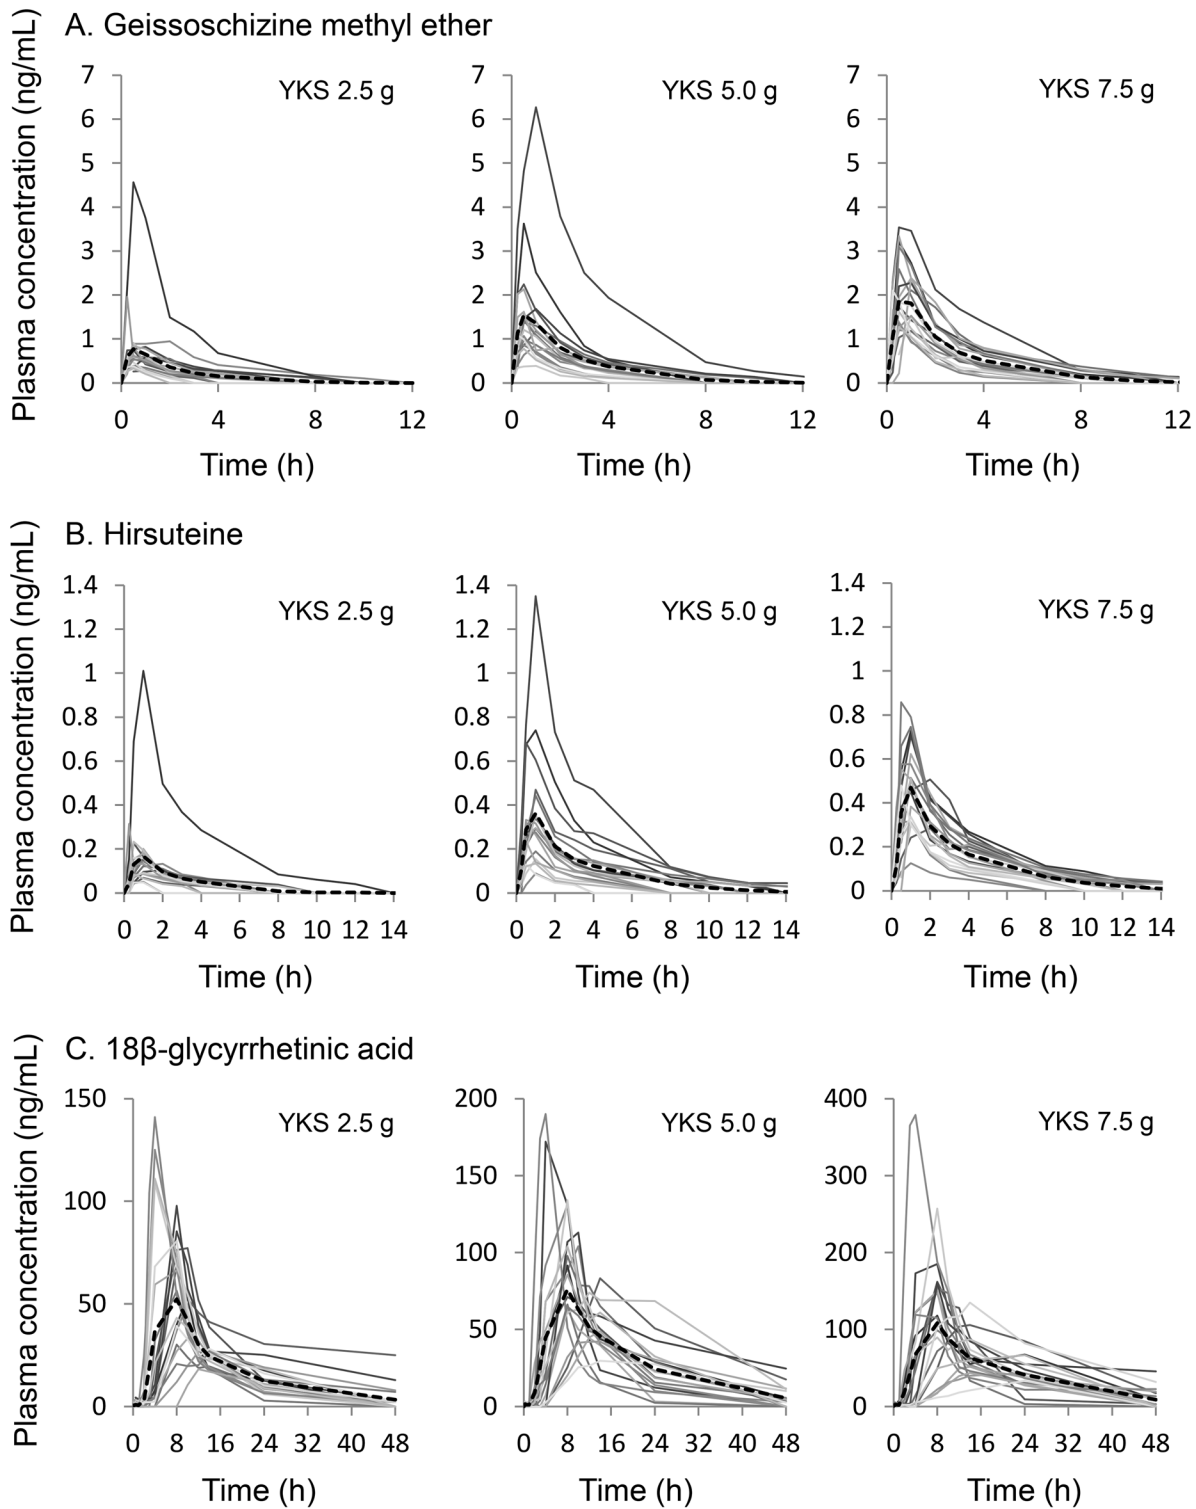 A. Geissoschizine methyl ether
Plasma concentration (ng/mL)
YKS 2.5 g
7
6
5
4
3
2
1
0
0 4 8 12
Time (h)
YKS 5.0 g
7
6
5
4
3
2
1
0
0 4 8 12
Time (h)
YKS 7.5 g
7
6
5
4
3
2
1
0
0 4 8 12
Time (h)
B. Hirsuteine
Plasma concentration (ng/mL)
YKS 2.5 g
1.4
1.2
1
0.8
0.6
0.4
0.2
0
0 2 4 6 8 10 12 14
Time (h)
YKS 5.0 g
1.4
1.2
1
0.8
0.6
0.4
0.2
0
0 2 4 6 8 10 12 14
Time (h)
YKS 7.5 g
1.4
1.2
1
0.8
0.6
0.4
0.2
0
0 2 4 6 8 10 12 14
Time (h)
C. 18β-glycyrrhetinic acid
Plasma concentration (ng/mL)
YKS 2.5 g
150
100
50
0
0 8 16 24 32 40 48
Time (h)
YKS 5.0 g
200
150
100
50
0
0 8 16 24 32 40 48
Time (h)
YKS 7.5 g
400
300
200
100
0
0 8 16 24 32 40 48
Time (h)